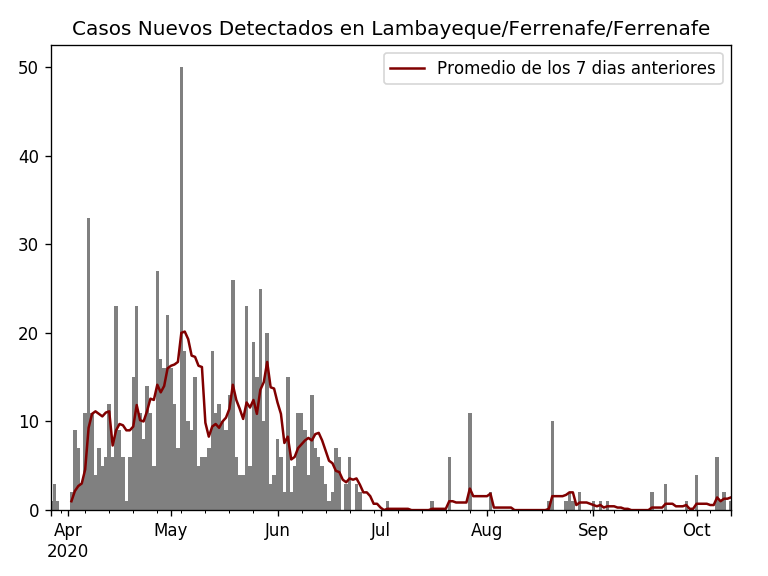 Casos Nuevos Detectados en Lambayeque/Ferrenafe/Ferrenafe
Promedio de los 7 dias anteriores
50
40
30
20
10
0
Apr May Jun Jul Aug Sep Oct
2020